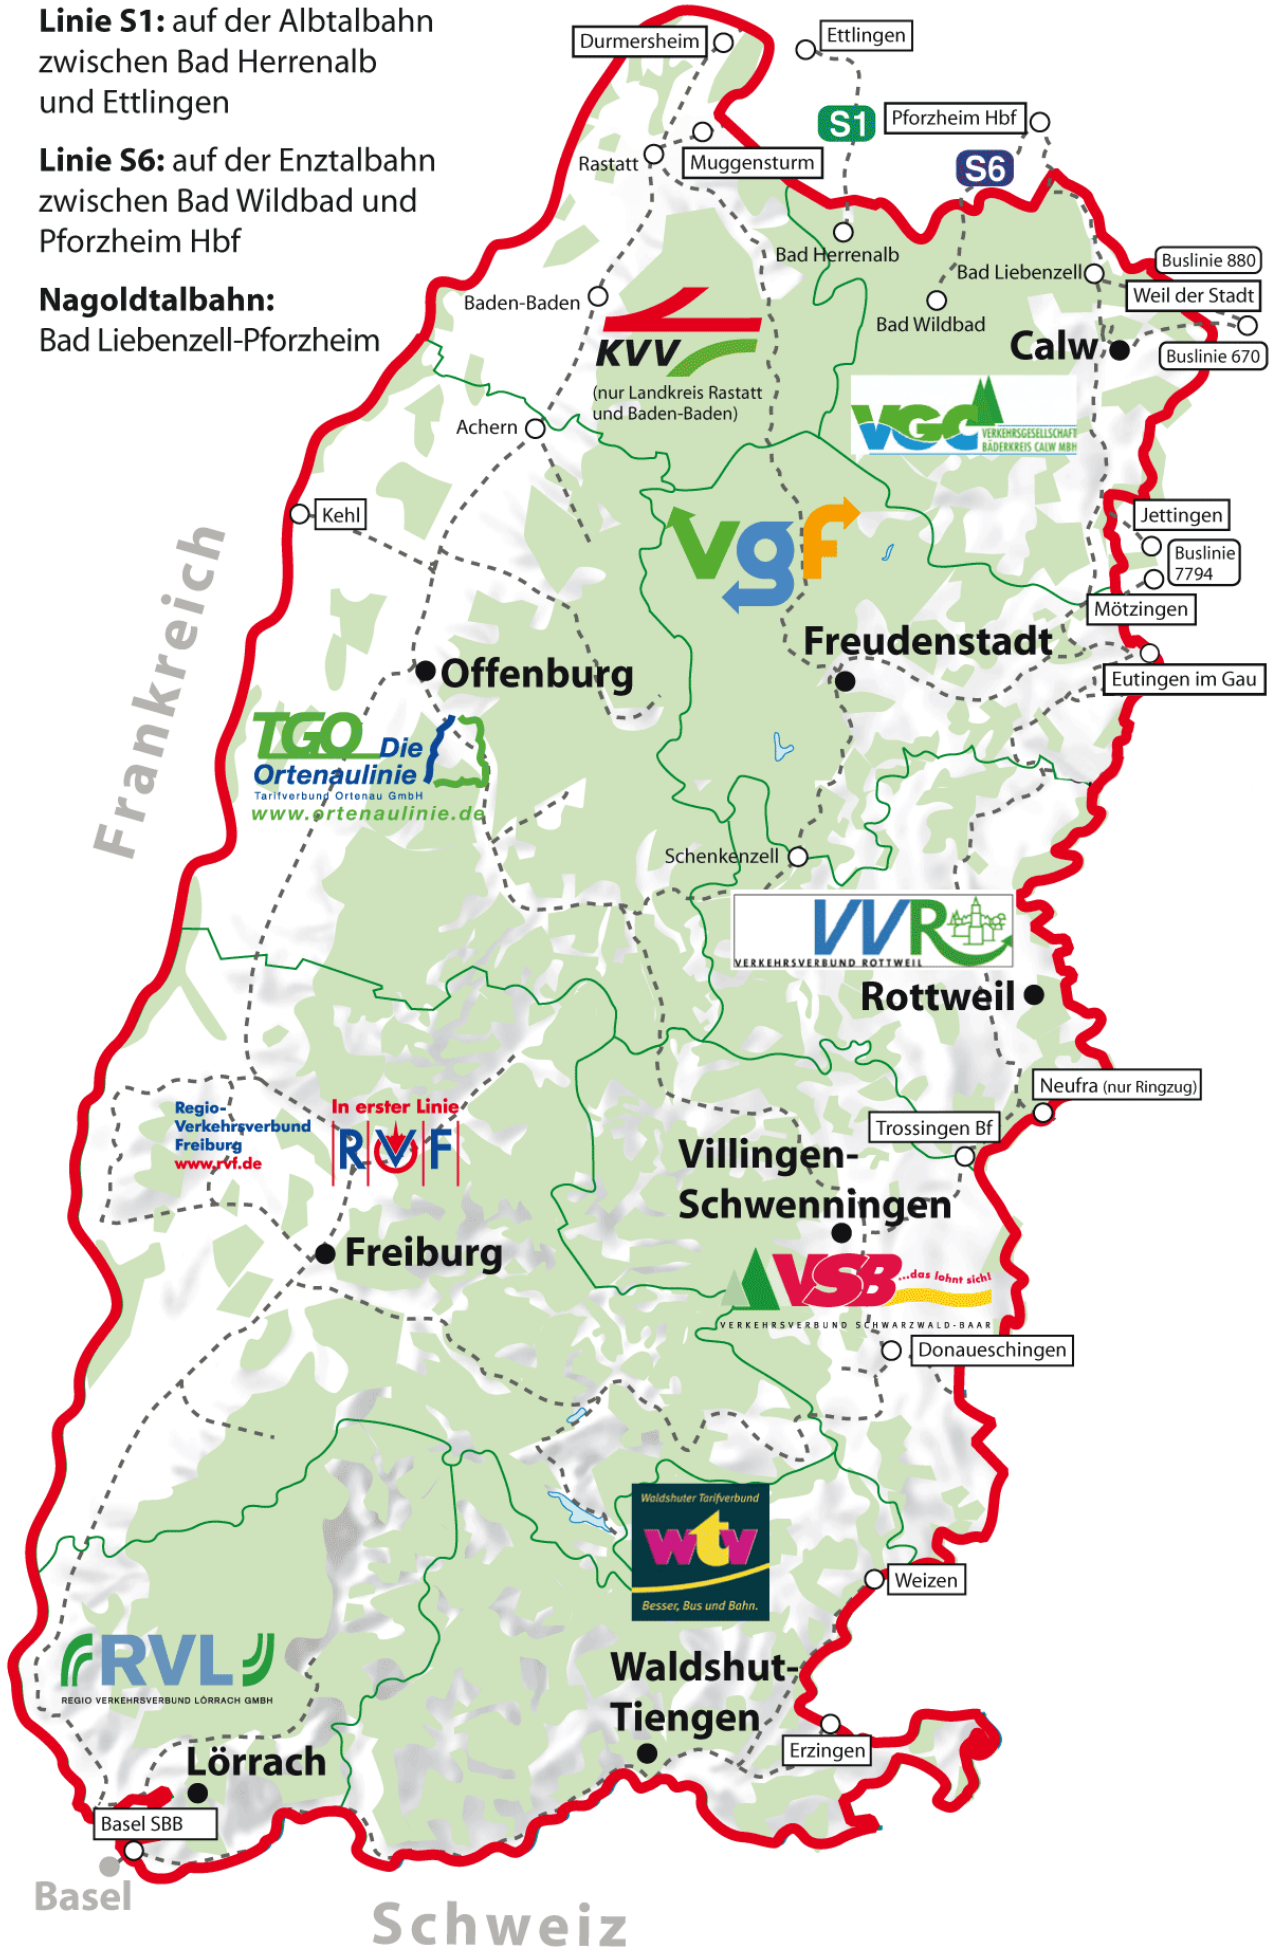 Linie S1: auf der Albtalbahn
zwischen Bad Herrenalb
und Ettlingen
Linie S6: auf der Enztalbahn
zwischen Bad Wildbad und
Pforzheim Hbf
Nagoldtalbahn:
Bad Liebenzell-Pforzheim
Durmersheim
Ettlingen
S1
Pforzheim Hbf
Rastatt
Muggensturm
S6
Bad Herrenalb
Buslinie 880
Bad Liebenzell
Weil der Stadt
Baden-Baden
Bad Wildbad
Calw
Buslinie 670
KVV
(nur Landkreis Rastatt
und Baden-Baden)
VGC
VERKEHRSGESELLSCHAFT
BÄDERKREIS CALW MBH
Achern
Kehl
Jettingen
vgf
Buslinie
7794
Mötzingen
Frankreich
Freudenstadt
Offenburg
Eutingen im Gau
TGO Die
Ortenaulinie
Tarifverbund Ortenau GmbH
www.ortenaulinie.de
Schenkenzell
VVR
VERKEHRSVERBUND ROTTWEIL
Rottweil
Neufra (nur Ringzug)
Regio-
Verkehrsverbund
Freiburg
www.rvf.de
In erster Linie
RVF
Trossingen Bf
Villingen-
Schwenningen
Freiburg
VSB
...das lohnt sich!
VERKEHRSVERBUND SCHWARZWALD-BAAR
Donaueschingen
Waldshuter Tarifverbund
wtv
Besser, Bus und Bahn.
Weizen
RVL
REGIO VERKEHRSVERBUND LÖRRACH GMBH
Waldshut-
Tiengen
Erzingen
Lörrach
Basel SBB
Basel
Schweiz